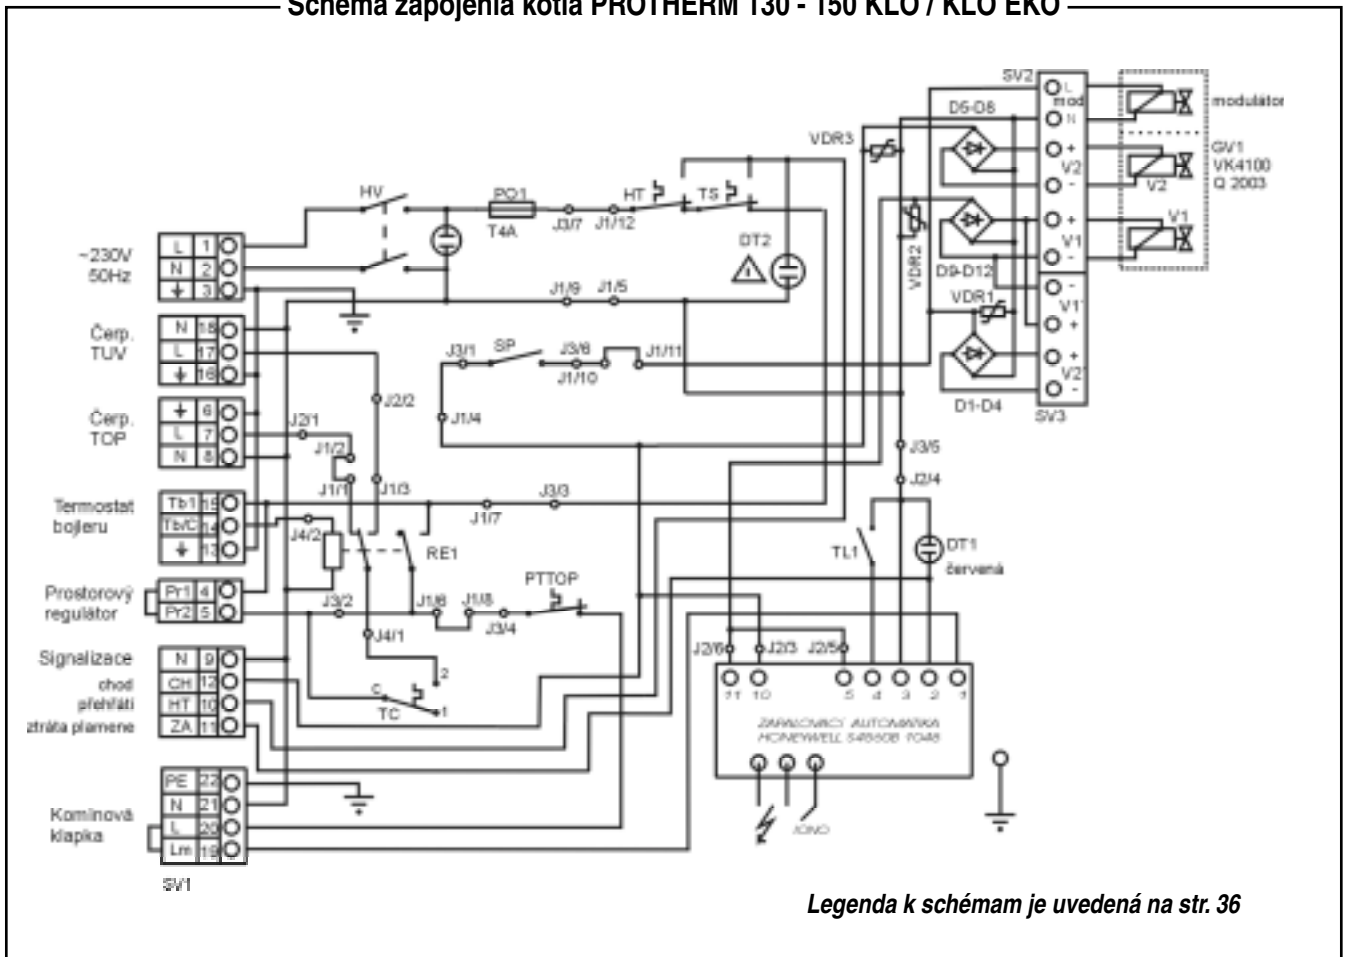 Schéma zapojenia kotla PROTHERM 130 - 150 KLO / KLO EKO
SV2
L
mod
N
modulátor
D5-D8
VDR3
+
V2
-
GV1
VK4100
Q 2003
V2
HV
PO1
T4A
J3/7
J1/12
HT
TS
+
V1
-
V1
DT2
VDR2
D9-D12
~230V
50Hz
L 1
N 2
3
J1/9
J1/5
VDR1
-
V1
+
Čerp.
TUV
N 18
L 17
16
J3/1
SP
J3/6
J1/10
J1/11
+
V2
-
D1-D4
SV3
J2/2
J1/4
Čerp.
TOP
6
L 7
N 8
J2/1
J1/2
J1/1
J1/3
J3/5
J2/4
Termostat
bojleru
Tb1 15
Tb/C 14
13
J4/2
J1/7
J3/3
RE1
TL1
DT1
červená
Prostorový
regulátor
Pr1 4
Pr2 5
J3/2
J1/6
J1/8
J3/4
PTTOP
J4/1
Signalizace
chod
přehřátí
ztráta plamene
N 9
CH 12
HT 10
ZA 11
C
TC
2
1
J2/6
J2/3
J2/5
11 10 5 4 3 2 1
ZAPALOVACÍ AUTOMATIKA
HONEYWELL S4560B 1048
IONO
Komínová
klapka
PE 22
N 21
L 20
Lm 19
SV1
Legenda k schémam je uvedená na str. 36